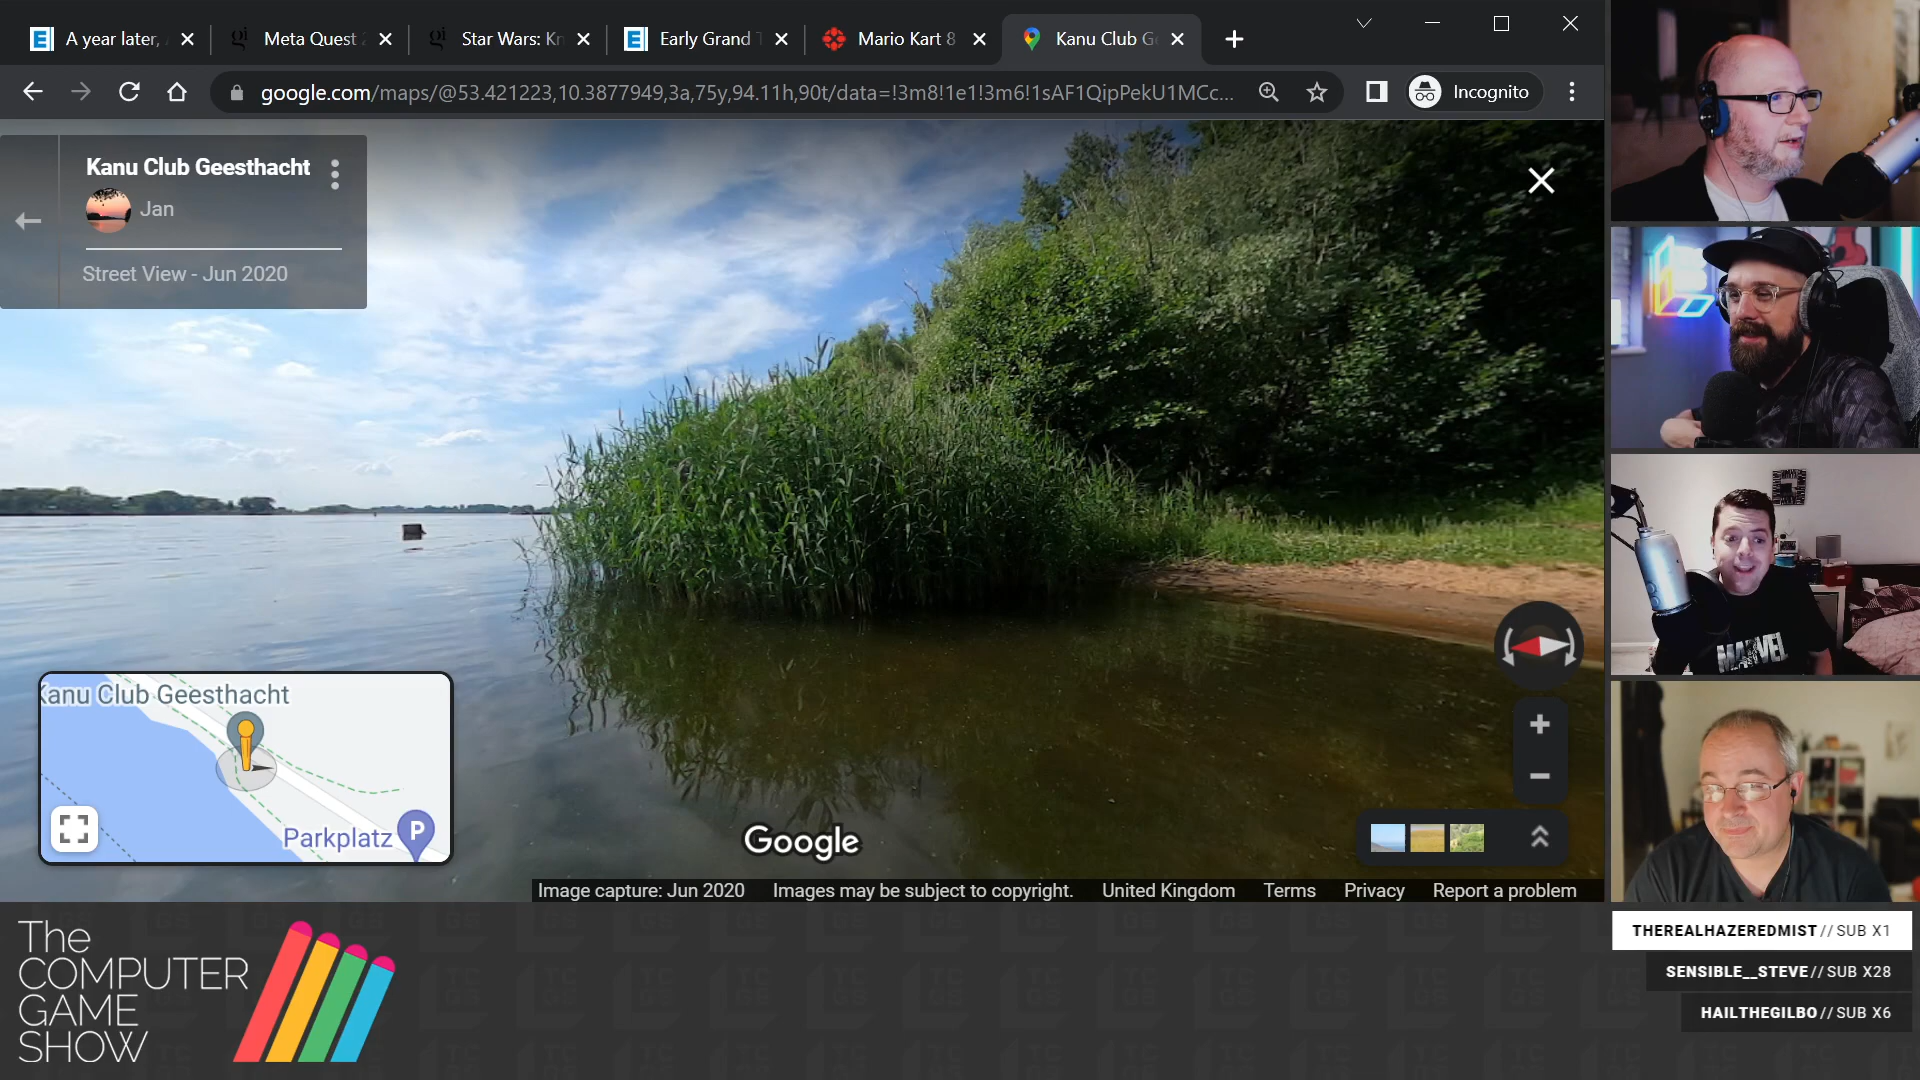 A year later,
Meta Quest
Star Wars: Kn
Early Grand
Mario Kart 8
Kanu Club G
google.com/maps/@53.421223,10.3877949,3a,75y,94.11h,90t/data=!3m8!1e1!3m6!1sAF1QipPekU1MCc...
Incognito
Kanu Club Geesthacht
Jan
Street View - Jun 2020
Kanu Club Geesthacht
Parkplatz
P
Google
Image capture: Jun 2020 Images may be subject to copyright. United Kingdom Terms Privacy Report a problem
MARVEL
The
COMPUTER
GAME
SHOW
THEREALHAZEREDMIST // SUB X1
SENSIBLE__STEVE // SUB X28
HAILTHEGILBO // SUB X6